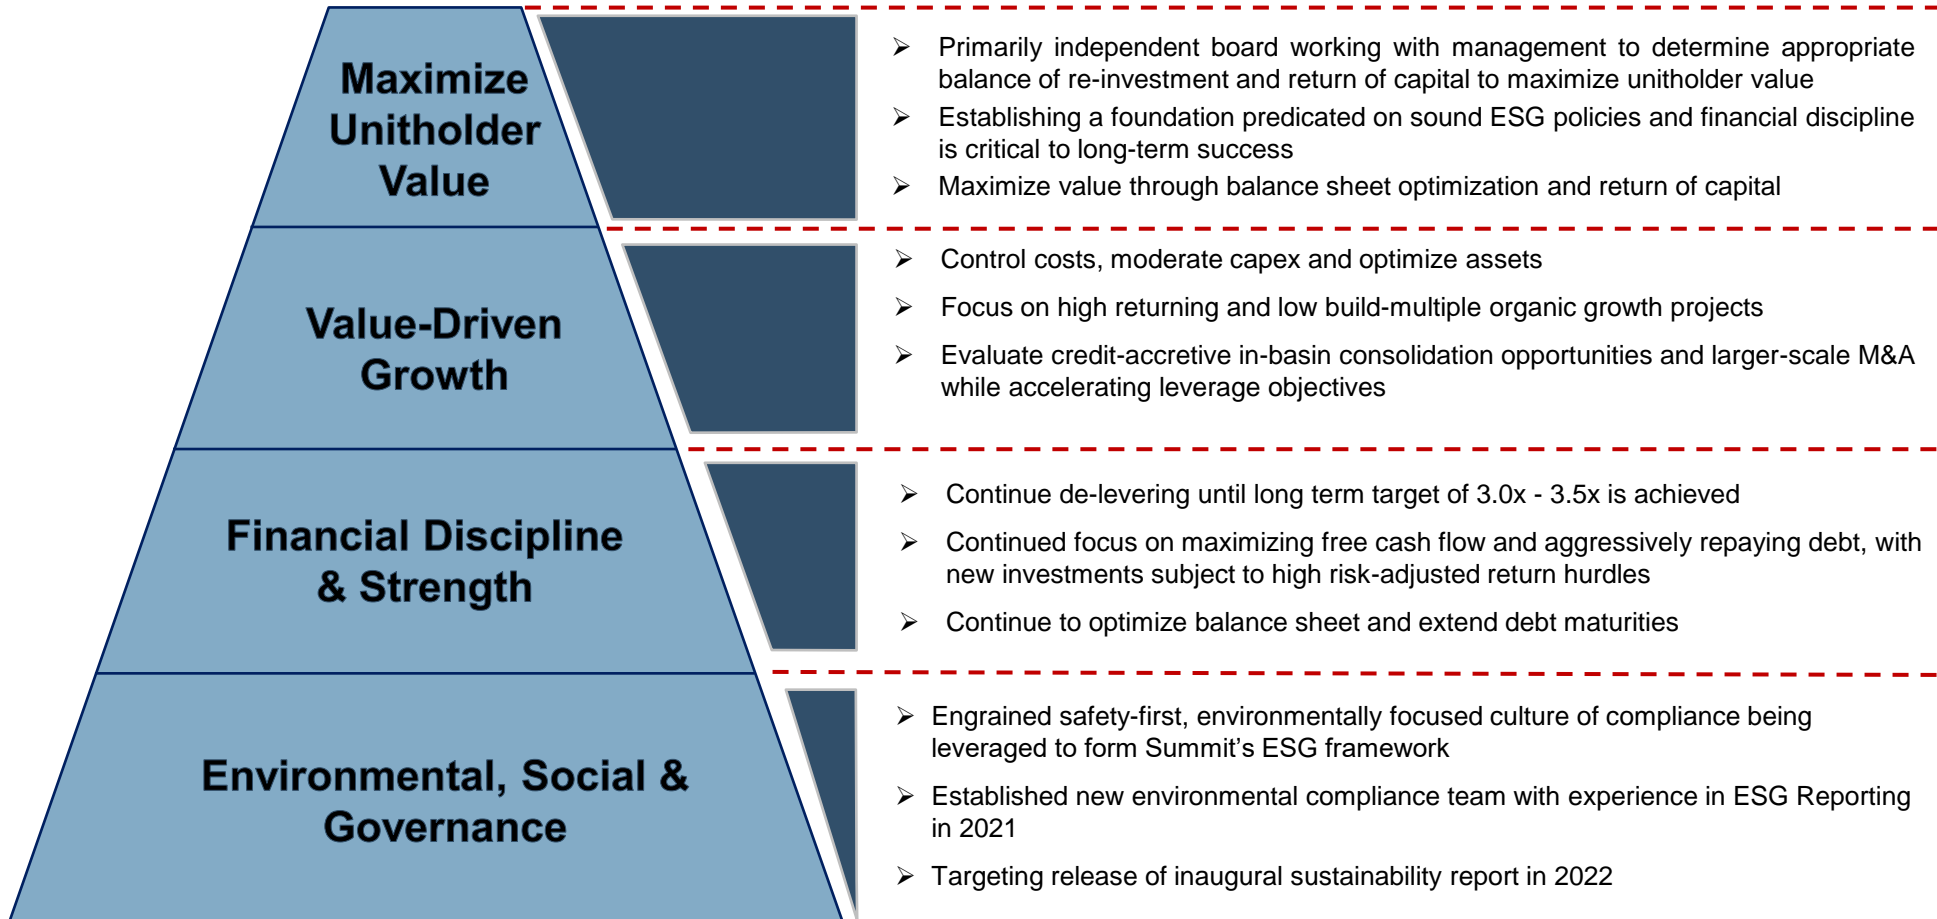 Maximize
Unitholder
Value
➢ Primarily independent board working with management to determine appropriate
balance of re-investment and return of capital to maximize unitholder value
➢ Establishing a foundation predicated on sound ESG policies and financial discipline
is critical to long-term success
➢ Maximize value through balance sheet optimization and return of capital
Value-Driven
Growth
➢ Control costs, moderate capex and optimize assets
➢ Focus on high returning and low build-multiple organic growth projects
➢ Evaluate credit-accretive in-basin consolidation opportunities and larger-scale M&A
while accelerating leverage objectives
Financial Discipline
& Strength
➢ Continue de-levering until long term target of 3.0x - 3.5x is achieved
➢ Continued focus on maximizing free cash flow and aggressively repaying debt, with
new investments subject to high risk-adjusted return hurdles
➢ Continue to optimize balance sheet and extend debt maturities
Environmental, Social &
Governance
➢ Engrained safety-first, environmentally focused culture of compliance being
leveraged to form Summit’s ESG framework
➢ Established new environmental compliance team with experience in ESG Reporting
in 2021
➢ Targeting release of inaugural sustainability report in 2022